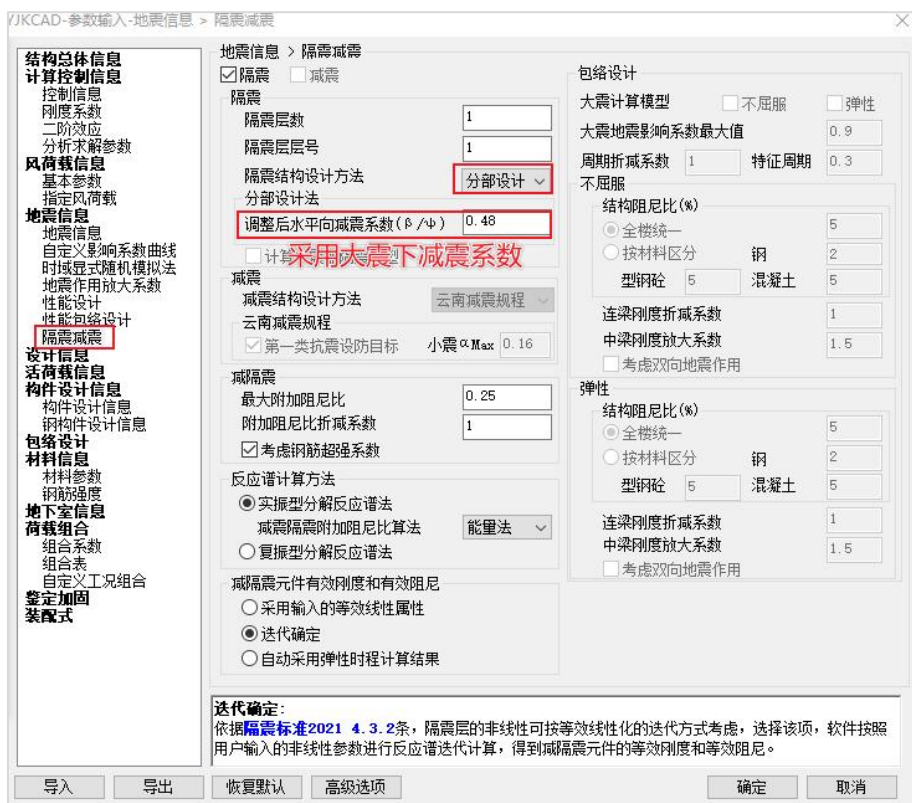 YJKCAD-参数输入-地震信息 > 隔震减震
结构总体信息
计算控制信息
控制信息
刚度系数
二阶效应
分析求解参数
风荷载信息
基本参数
指定风荷载
地震信息
地震信息
自定义影响系数曲线
时域显式随机模拟法
地震作用放大系数
性能设计
性能包络设计
隔震减震
设计信息
活荷载信息
构件设计信息
构件设计信息
钢构件设计信息
包络设计
材料信息
材料参数
钢筋强度
地下室信息
荷载组合
组合系数
组合表
自定义工况组合
鉴定加固
装配式
地震信息 > 隔震减震
隔震 减震
隔震
隔震层数 1
隔震层层号 1
隔震结构设计方法 分部设计
分部设计法
调整后水平向减震系数(β/ψ) 0.48
采用大震下减震系数
减震
减震结构设计方法 云南减震规程
云南减震规程
第一类抗震设防目标 小震αMax 0.16
减隔震
最大附加阻尼比 0.25
附加阻尼比折减系数 1
考虑钢筋超强系数
反应谱计算方法
实振型分解反应谱法
减震隔震附加阻尼比算法 能量法
复振型分解反应谱法
减隔震元件有效刚度和有效阻尼
采用输入的等效线性属性
迭代确定
自动采用弹性时程计算结果
包络设计
大震计算模型 不屈服 弹性
大震地震影响系数最大值 0.9
周期折减系数 1 特征周期 0.3
不屈服
结构阻尼比(%)
全楼统一 5
按材料区分 钢 2
型钢砼 5 混凝土 5
连梁刚度折减系数 1
中梁刚度放大系数 1.5
考虑双向地震作用
弹性
结构阻尼比(%)
全楼统一 5
按材料区分 钢 2
型钢砼 5 混凝土 5
连梁刚度折减系数 1
中梁刚度放大系数 1.5
考虑双向地震作用
迭代确定:
依据隔震标准2021 4.3.2条，隔震层的非线性可按等效线性化的迭代方式考虑，选择该项，软件按照
用户输入的非线性参数进行反应谱迭代计算，得到减隔震元件的等效刚度和等效阻尼。
导入 导出 恢复默认 高级选项 确定 取消